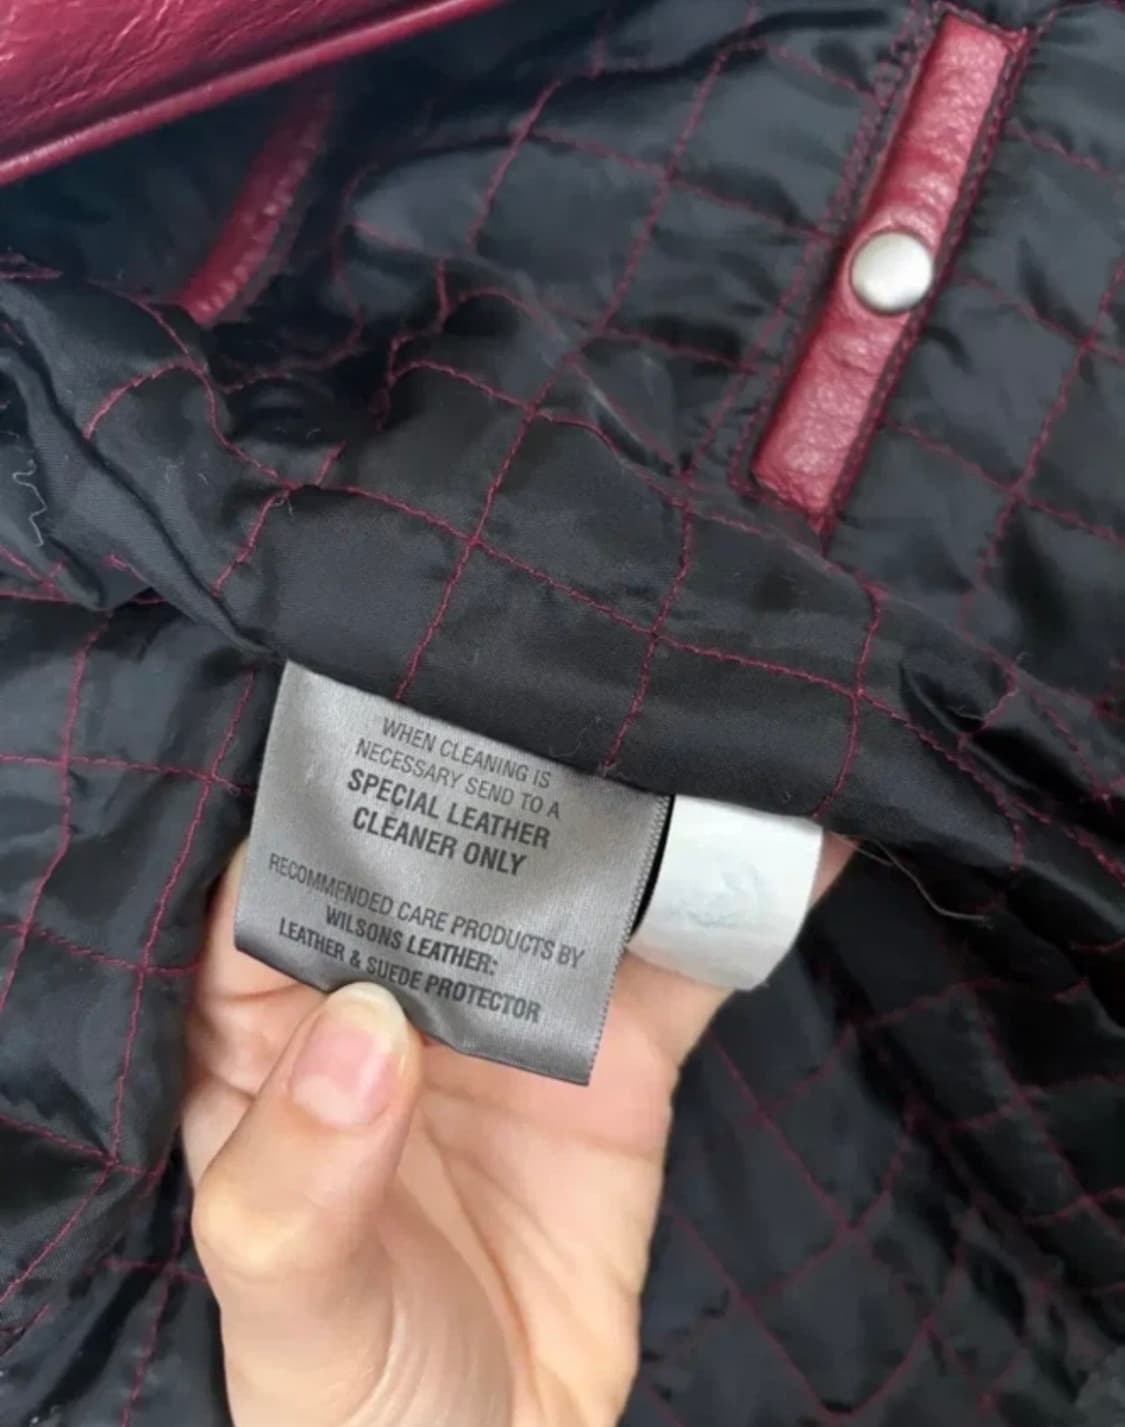 WHEN CLEANING IS
NECESSARY SEND TO A
SPECIAL LEATHER
CLEANER ONLY
RECOMMENDED CARE PRODUCTS BY
WILSONS LEATHER:
LEATHER & SUEDE PROTECTOR